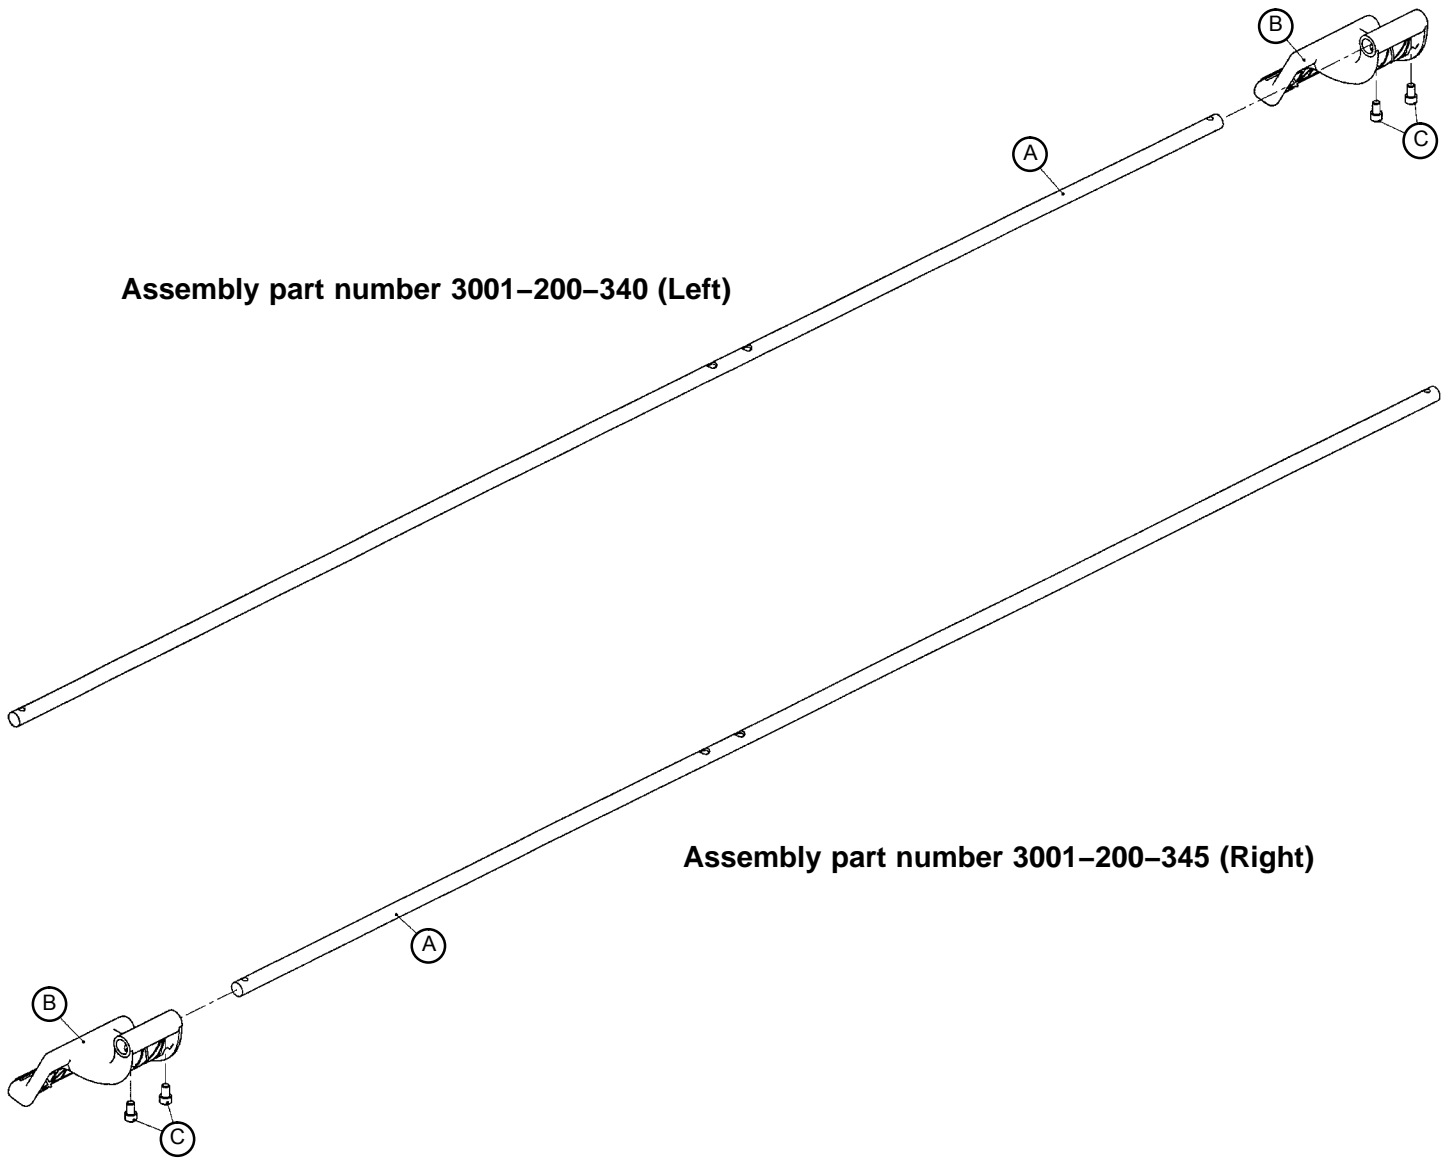 B
C
A
Assembly part number 3001–200–340 (Left)
Assembly part number 3001–200–345 (Right)
A
B
C